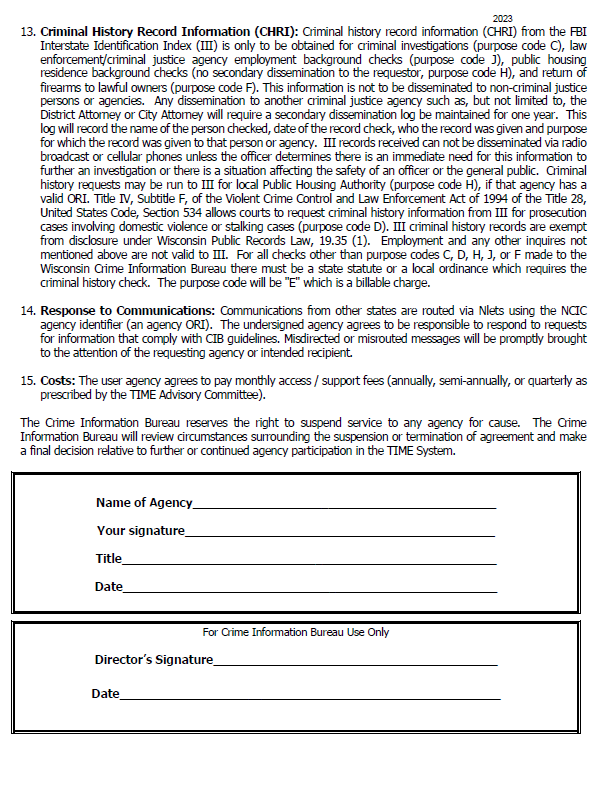 2023
13. Criminal History Record Information (CHRI): Criminal history record information (CHRI) from the FBI
Interstate Identification Index (III) is only to be obtained for criminal investigations (purpose code C), law
enforcement/criminal justice agency employment background checks (purpose code J), public housing
residence background checks (no secondary dissemination to the requestor, purpose code H), and return of
firearms to lawful owners (purpose code F). This information is not to be disseminated to non-criminal justice
persons or agencies. Any dissemination to another criminal justice agency such as, but not limited to, the
District Attorney or City Attorney will require a secondary dissemination log be maintained for one year. This
log will record the name of the person checked, date of the record check, who the record was given and purpose
for which the record was given to that person or agency. III records received can not be disseminated via radio
broadcast or cellular phones unless the officer determines there is an immediate need for this information to
further an investigation or there is a situation affecting the safety of an officer or the general public. Criminal
history requests may be run to III for local Public Housing Authority (purpose code H), if that agency has a
valid ORI. Title IV, Subtitle F, of the Violent Crime Control and Law Enforcement Act of 1994 of the Title 28,
United States Code, Section 534 allows courts to request criminal history information from III for prosecution
cases involving domestic violence or stalking cases (purpose code D). III criminal history records are exempt
from disclosure under Wisconsin Public Records Law, 19.35 (1). Employment and any other inquires not
mentioned above are not valid to III. For all checks other than purpose codes C, D, H, J, or F made to the
Wisconsin Crime Information Bureau there must be a state statute or a local ordinance which requires the
criminal history check. The purpose code will be "E" which is a billable charge.
14. Response to Communications: Communications from other states are routed via Nlets using the NCIC
agency identifier (an agency ORI). The undersigned agency agrees to be responsible to respond to requests
for information that comply with CIB guidelines. Misdirected or misrouted messages will be promptly brought
to the attention of the requesting agency or intended recipient.
15. Costs: The user agency agrees to pay monthly access / support fees (annually, semi-annually, or quarterly as
prescribed by the TIME Advisory Committee).
The Crime Information Bureau reserves the right to suspend service to any agency for cause. The Crime
Information Bureau will review circumstances surrounding the suspension or termination of agreement and make
a final decision relative to further or continued agency participation in the TIME System.
Name of Agency
Your signature
Title
Date
For Crime Information Bureau Use Only
Director's Signature
Date